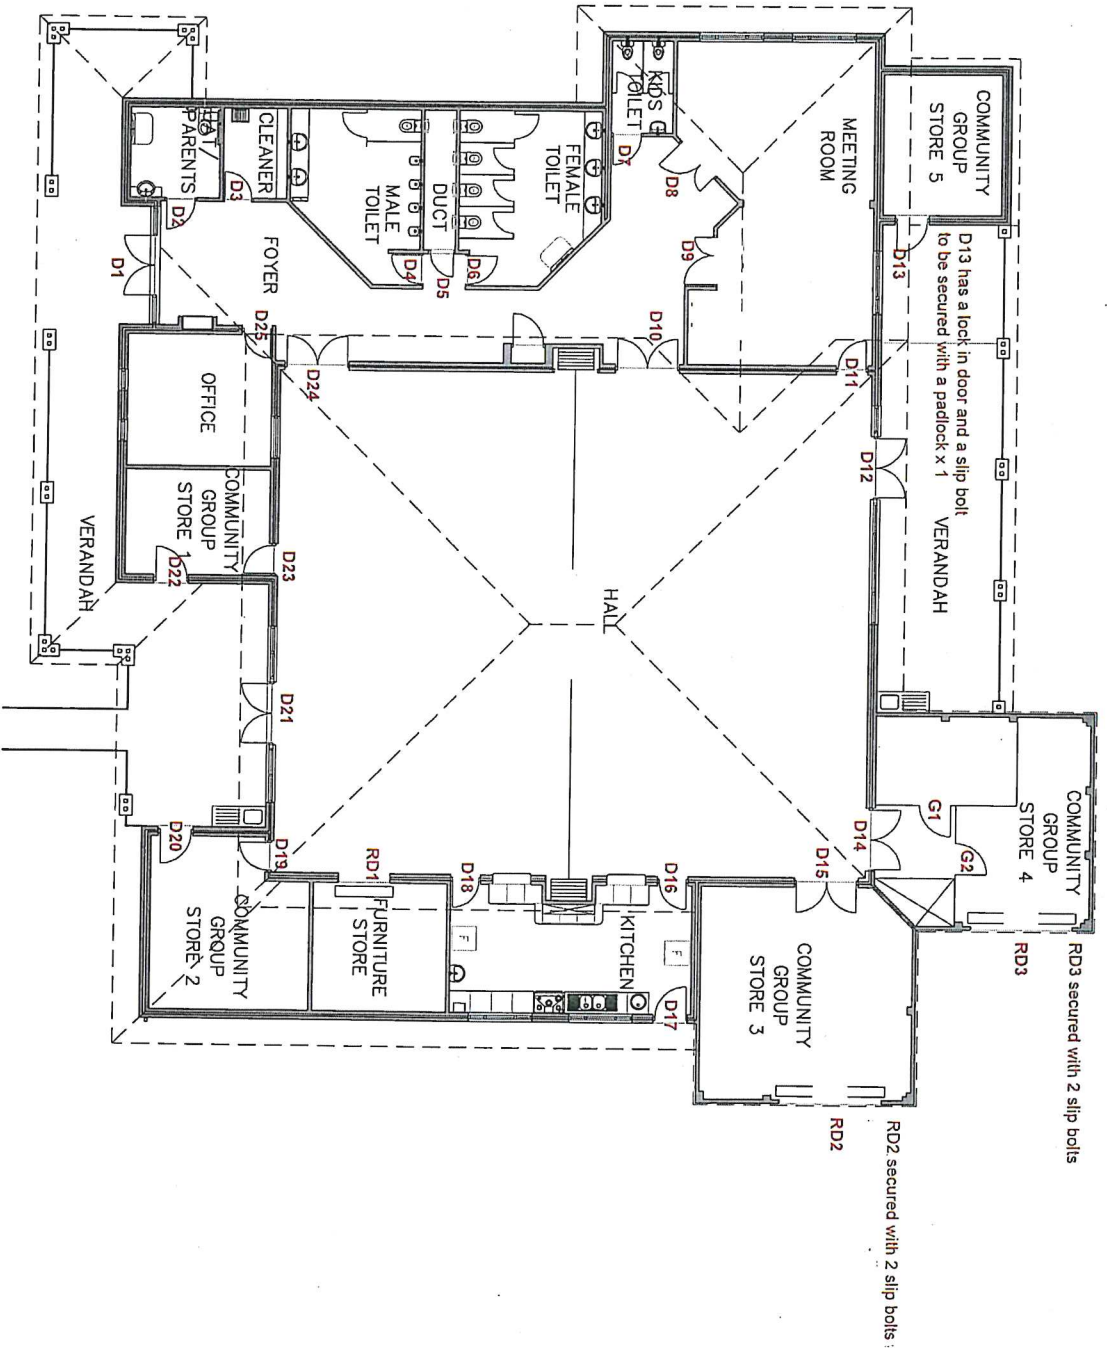 RD3 secured with 2 slip bolts
RD3
COMMUNITY
GROUP
STORE 5
COMMUNITY
GROUP
STORE 4
D13 has a lock in door and a slip bolt
to be secured with a padlock x 1
VERANDAH
G1
G2
D13
D12
D14
RD2 secured with 2 slip bolts
RD2
MEETING
ROOM
D11
D15
COMMUNITY
GROUP
STORE 3
D9
D8
D10
D16
D17
KIDS
TOILET
D7
HALL
KITCHEN
F
FEMALE
TOILET
D6
D5
D4
DUCT
MALE
TOILET
D18
F
FURNITURE
STORE
RD1
CLEANER
D3
FOYER
D25
D24
D23
D21
D19
COMMUNITY
GROUP
STORE 2
PARENTS
D2
D1
OFFICE
COMMUNITY
GROUP
STORE 1
D22
D20
VERANDAH